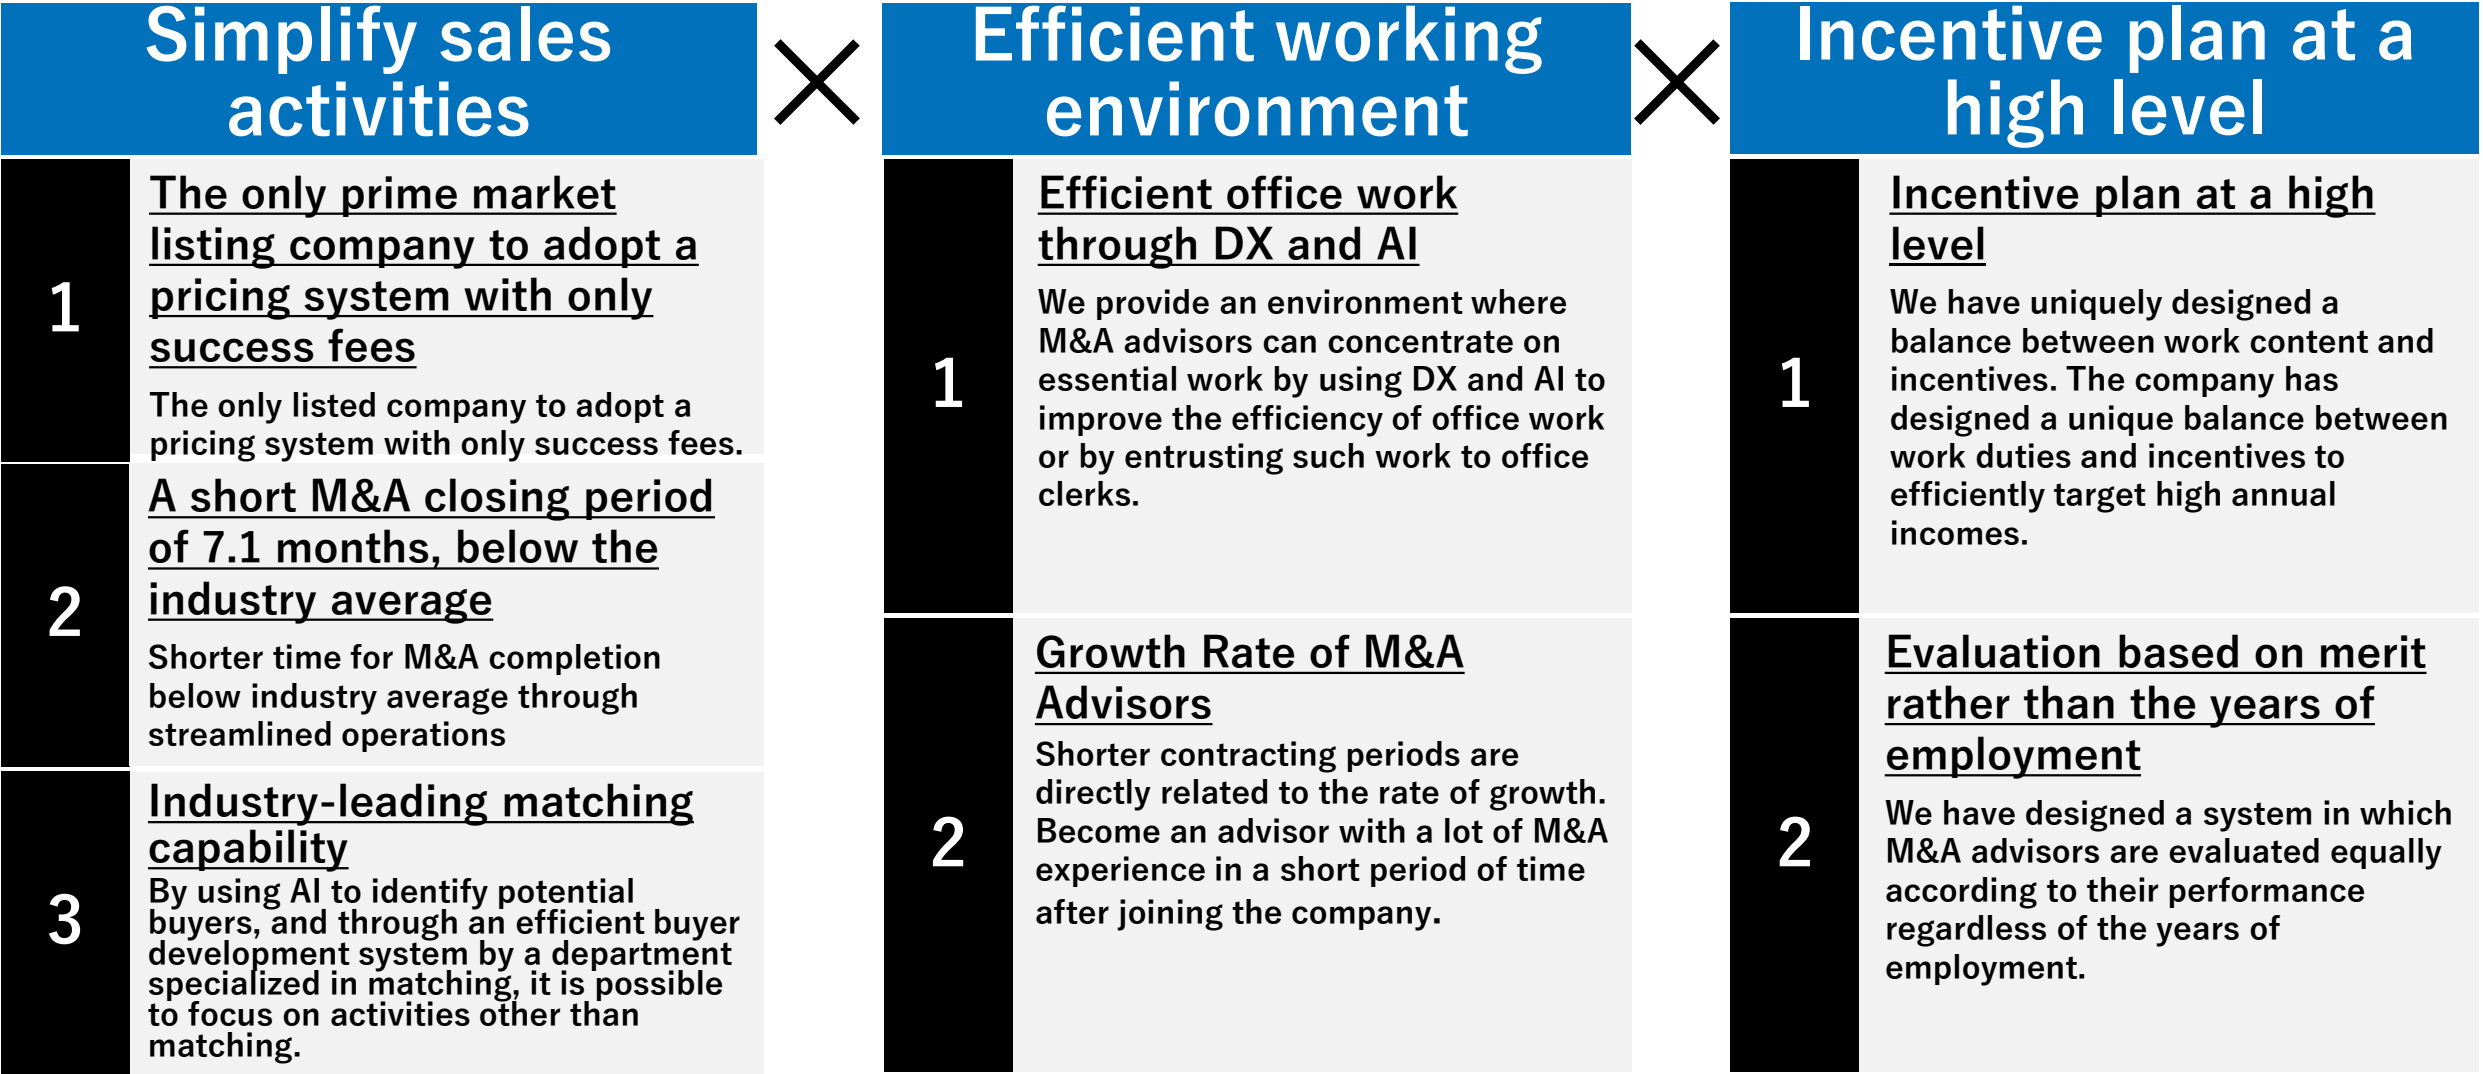 Simplify sales
activities
1
The only prime market
listing company to adopt a
pricing system with only
success fees
The only listed company to adopt a
pricing system with only success fees.
2
A short M&A closing period
of 7.1 months, below the
industry average
Shorter time for M&A completion
below industry average through
streamlined operations
3
Industry-leading matching
capability
By using AI to identify potential
buyers, and through an efficient buyer
development system by a department
specialized in matching, it is possible
to focus on activities other than
matching.
×
Efficient working
environment
1
Efficient office work
through DX and AI
We provide an environment where
M&A advisors can concentrate on
essential work by using DX and AI to
improve the efficiency of office work
or by entrusting such work to office
clerks.
2
Growth Rate of M&A
Advisors
Shorter contracting periods are
directly related to the rate of growth.
Become an advisor with a lot of M&A
experience in a short period of time
after joining the company.
×
Incentive plan at a
high level
1
Incentive plan at a high
level
We have uniquely designed a
balance between work content and
incentives. The company has
designed a unique balance between
work duties and incentives to
efficiently target high annual
incomes.
2
Evaluation based on merit
rather than the years of
employment
We have designed a system in which
M&A advisors are evaluated equally
according to their performance
regardless of the years of
employment.